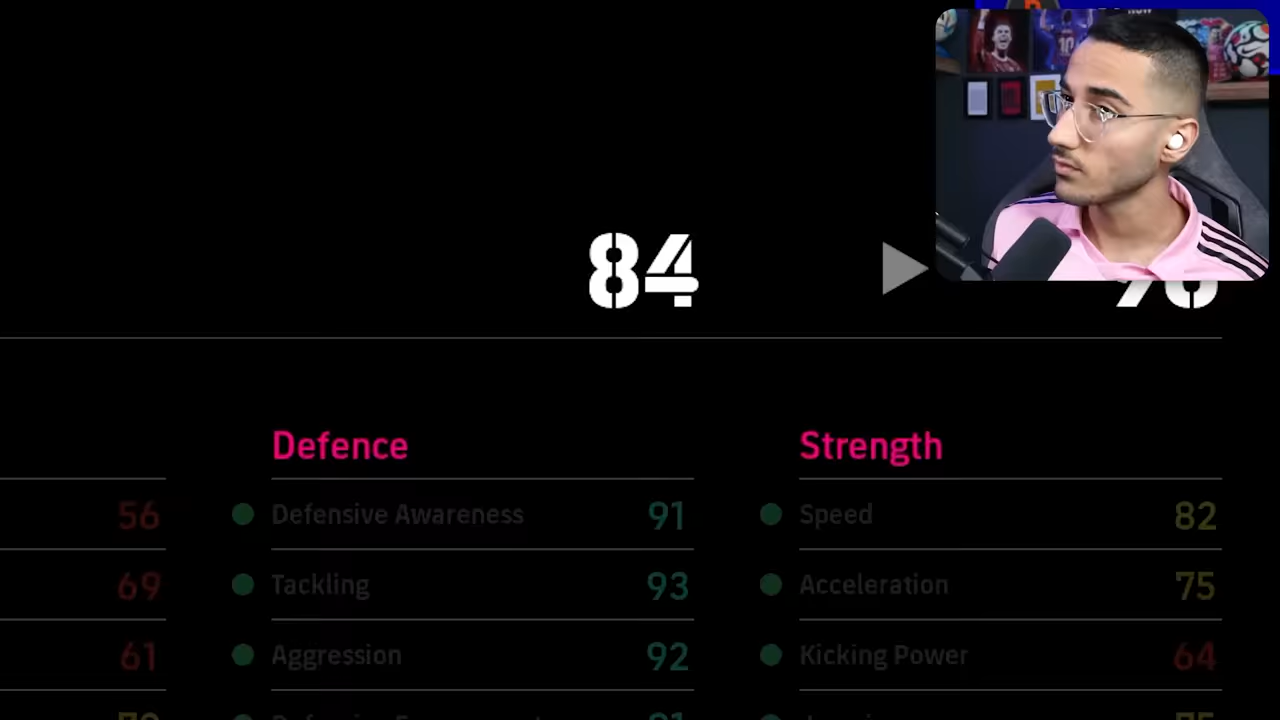 84
Defence Strength
56 Defensive Awareness 91 Speed 82
69 Tackling 93 Acceleration 75
61 Aggression 92 Kicking Power 64